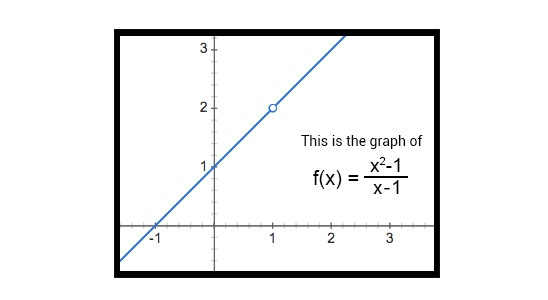 3
2
This is the graph of
1
f(x) = x²-1
x-1
-1
1
2
3